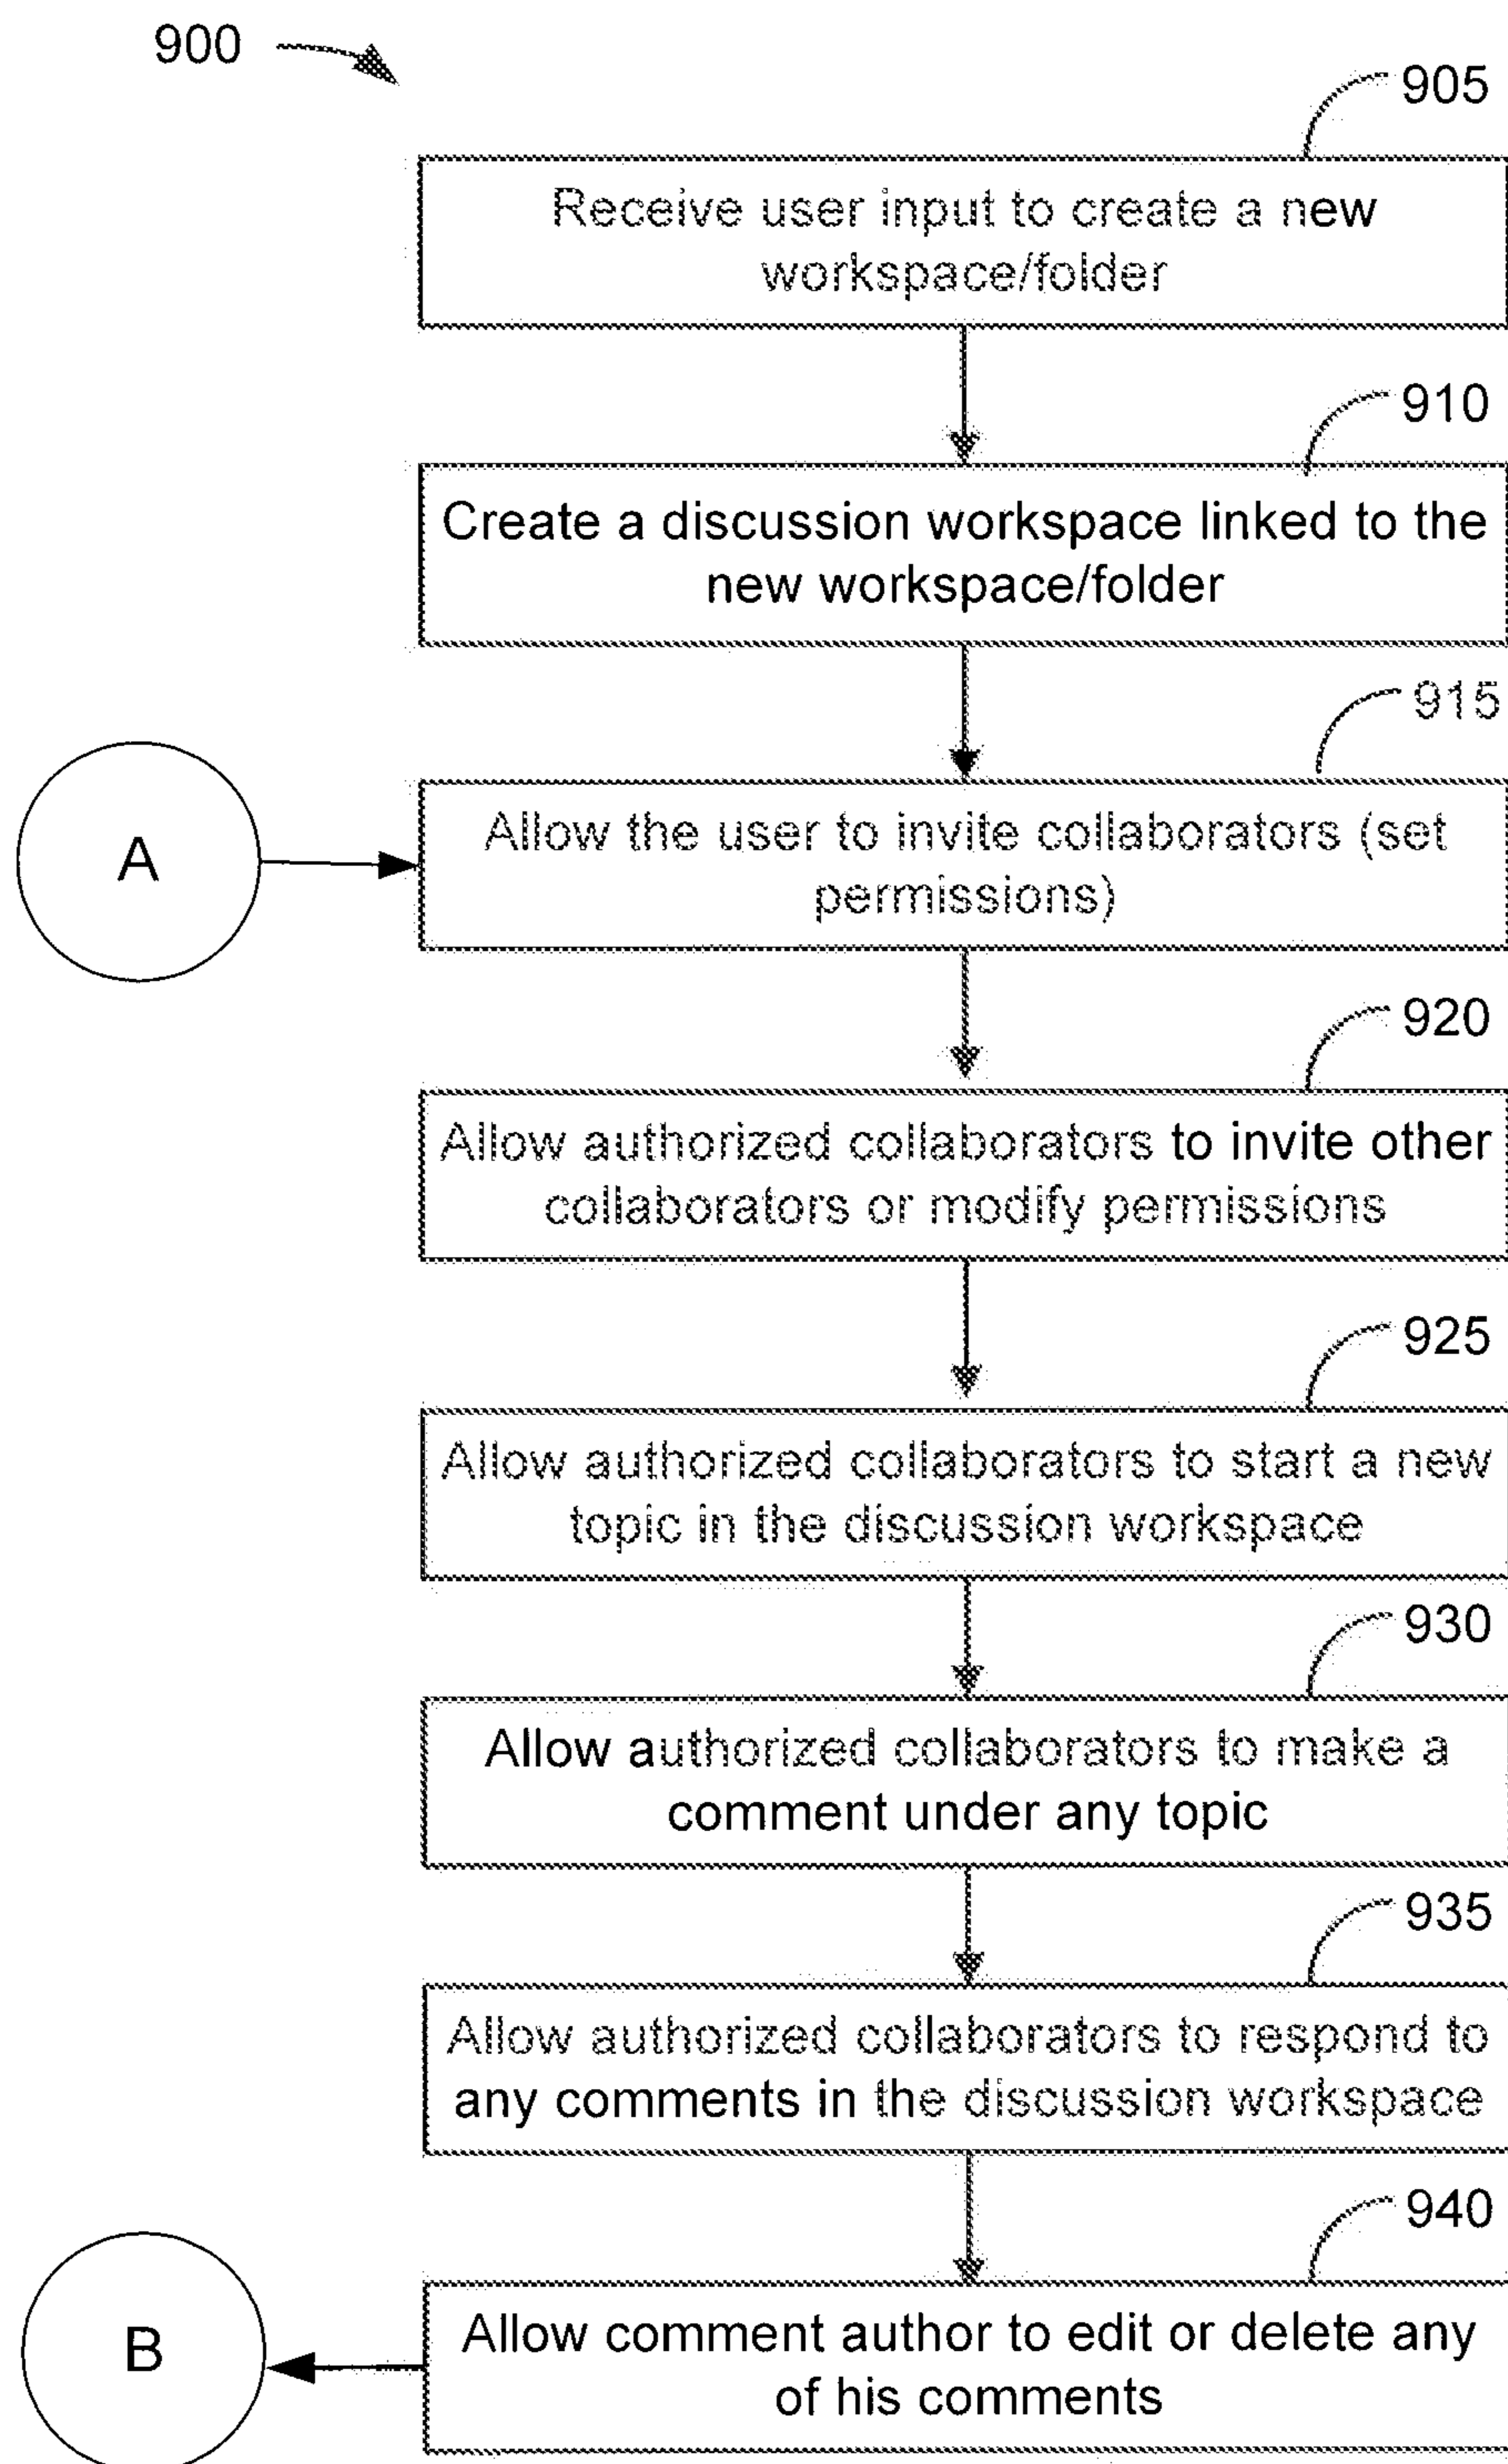 900
905
Receive user input to create a new
workspace/folder
910
Create a discussion workspace linked to the
new workspace/folder
915
A
Allow the user to invite collaborators (set
permissions)
920
Allow authorized collaborators to invite other
collaborators or modify permissions
925
Allow authorized collaborators to start a new
topic in the discussion workspace
930
Allow authorized collaborators to make a
comment under any topic
935
Allow authorized collaborators to respond to
any comments in the discussion workspace
940
B
Allow comment author to edit or delete any
of his comments